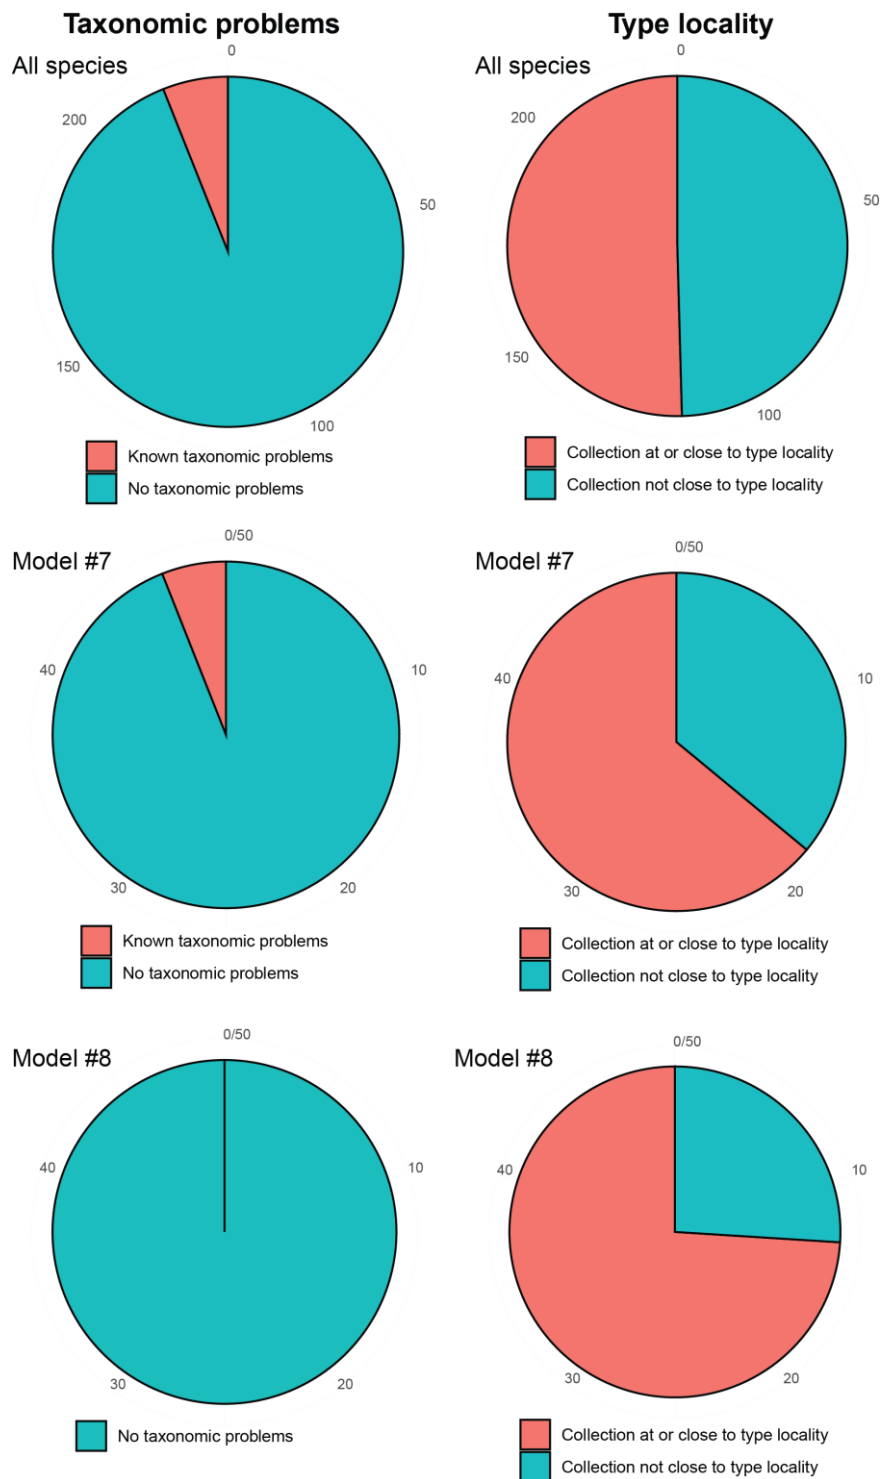 Taxonomic problems
Type locality
All species
0
50
100
150
200
Known taxonomic problems
No taxonomic problems
All species
0
50
100
150
200
Collection at or close to type locality
Collection not close to type locality
Model #7
0/50
10
20
30
40
Known taxonomic problems
No taxonomic problems
Model #7
0/50
10
20
30
40
Collection at or close to type locality
Collection not close to type locality
Model #8
0/50
10
20
30
40
No taxonomic problems
Model #8
0/50
10
20
30
40
Collection at or close to type locality
Collection not close to type locality